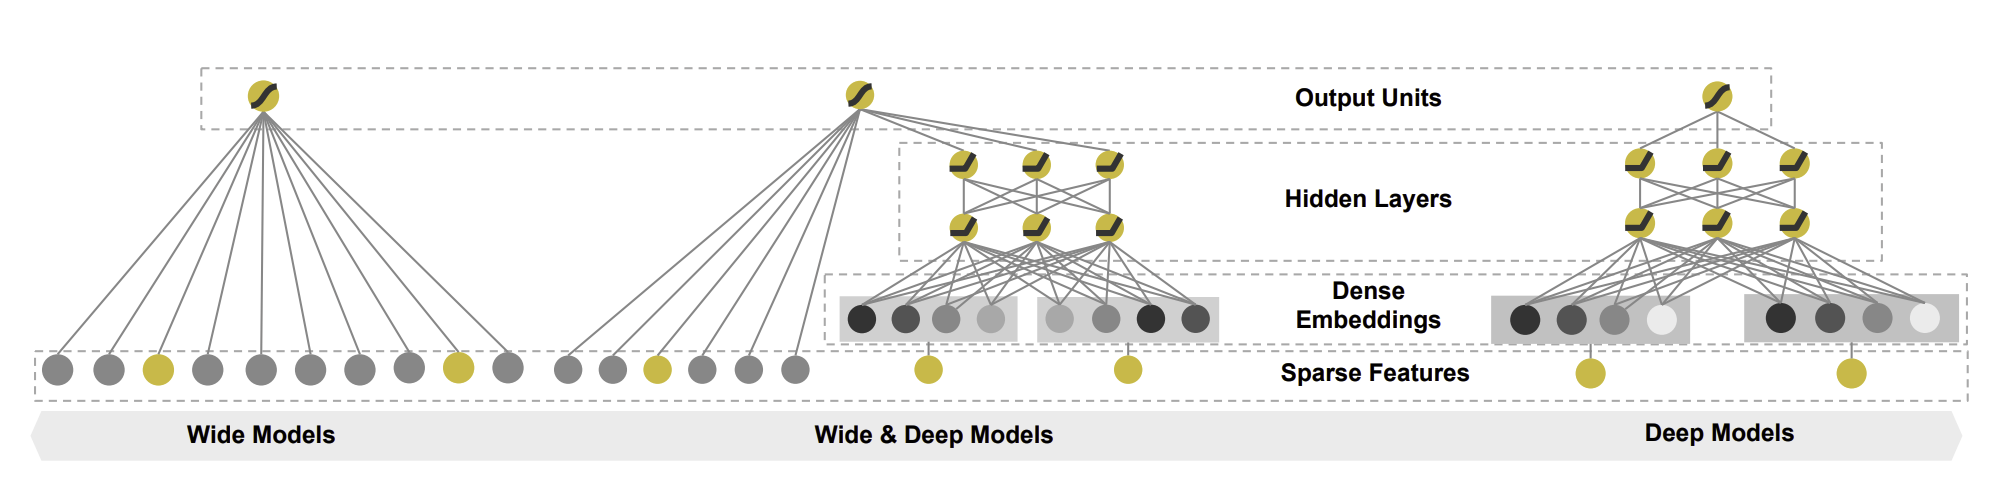 Output Units
Hidden Layers
Dense
Embeddings
Sparse Features
Wide Models
Wide & Deep Models
Deep Models